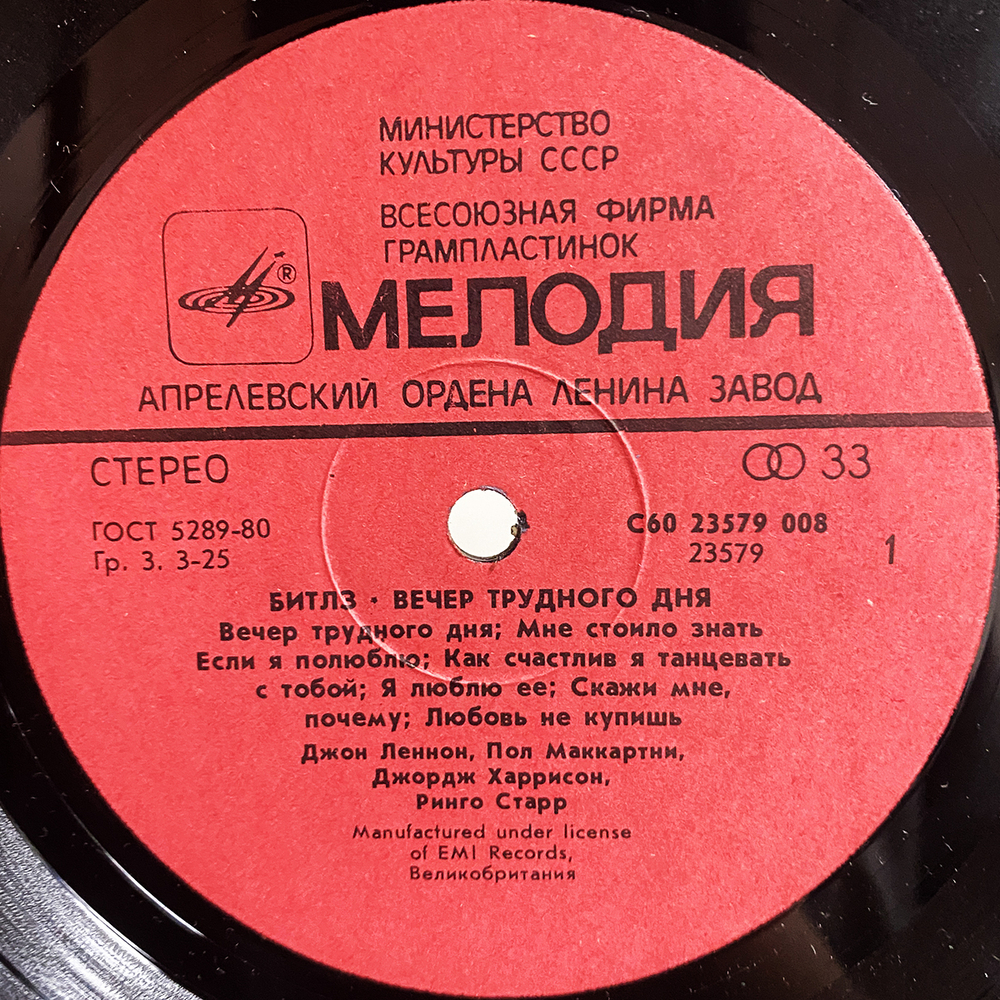 МИНИСТЕРСТВО
КУЛЬТУРЫ СССР
ВСЕСОЮЗНАЯ ФИРМА
ГРАМПЛАСТИНОК
®
МЕЛОДИЯ
АПРЕЛЕВСКИЙ ОРДЕНА ЛЕНИНА ЗАВОД
СТЕРЕО
33
ГОСТ 5289-80
Гр. 3. 3-25
С60 23579 008
23579
1
БИТЛЗ · ВЕЧЕР ТРУДНОГО ДНЯ
Вечер трудного дня; Мне стоило знать
Если я полюблю; Как счастлив я танцевать
с тобой; Я люблю ее; Скажи мне,
почему; Любовь не купишь
Джон Леннон, Пол Маккартни,
Джордж Харрисон,
Ринго Старр
Manufactured under license
of EMI Records,
Великобритания